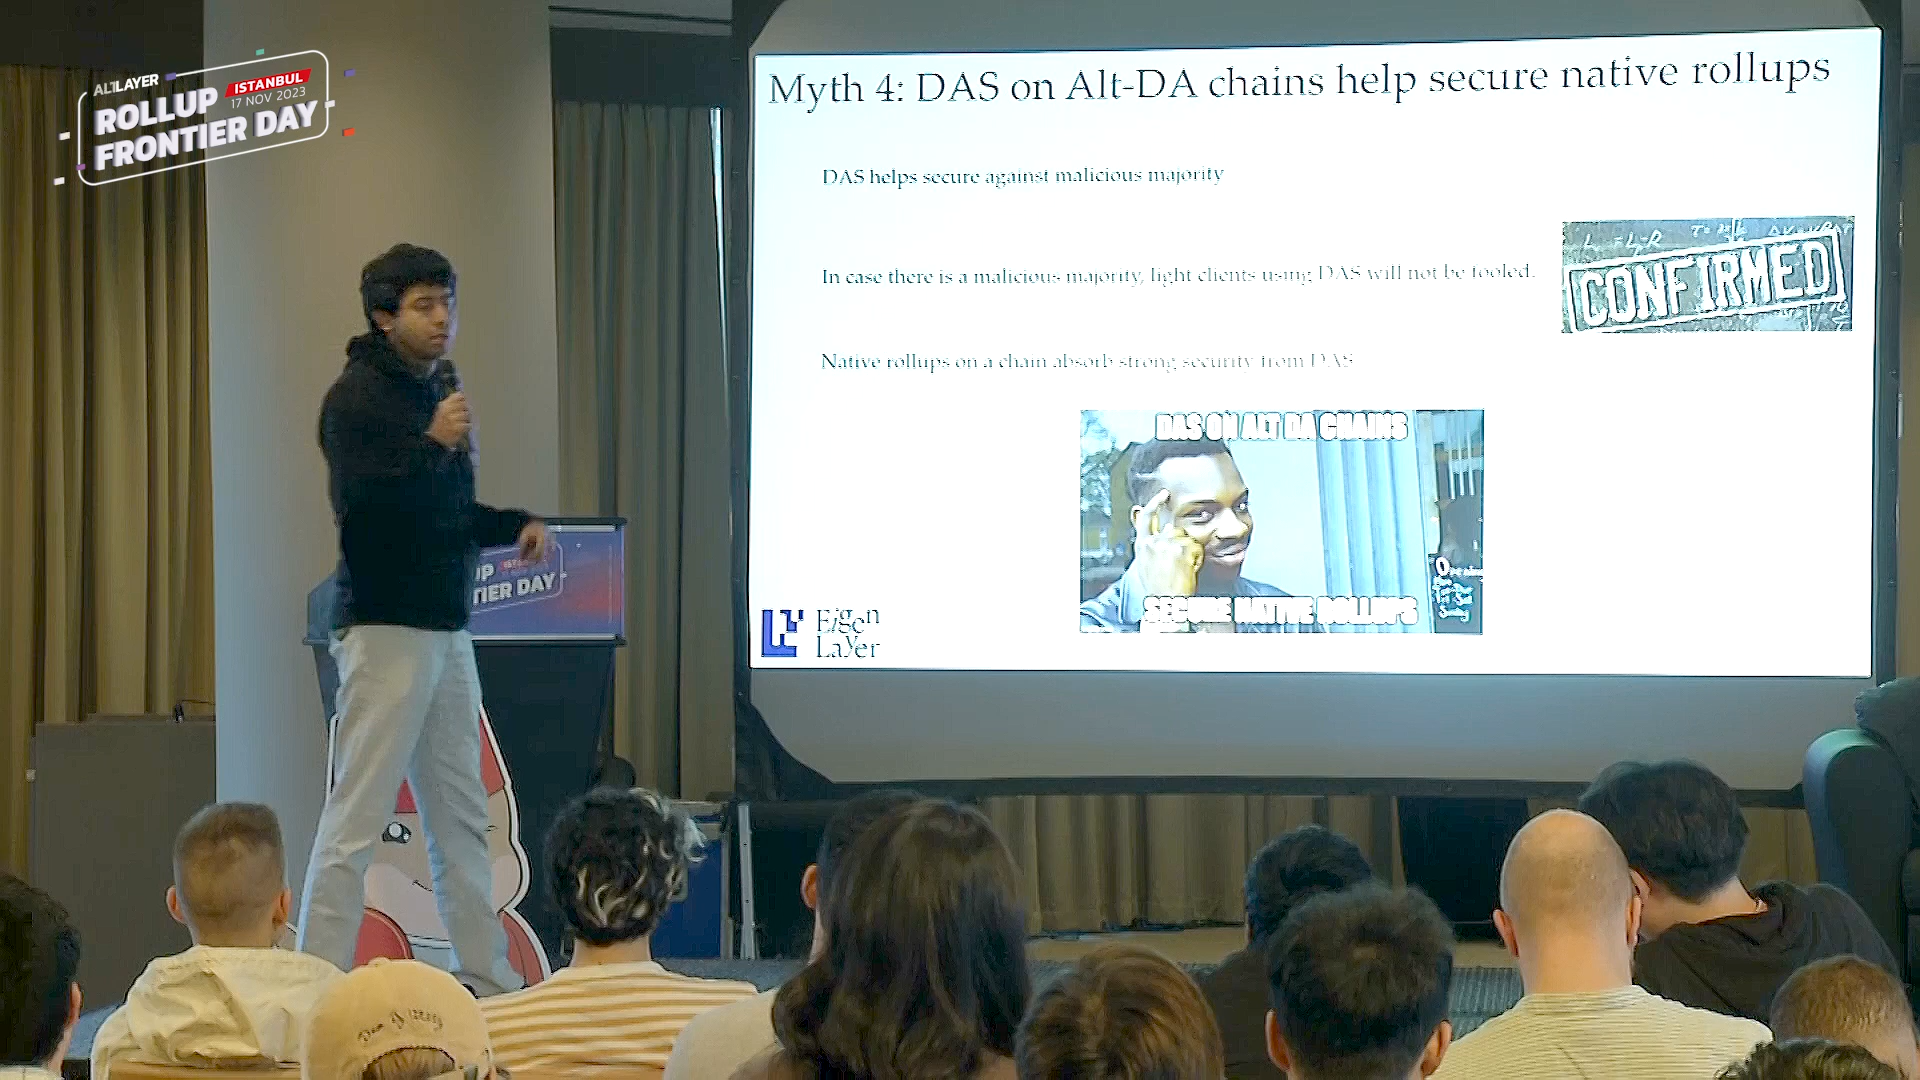 ALTLAYER
ROLLUP
ISTANBUL
17 NOV 2023
FRONTIER DAY
Myth 4: DAS on Alt-DA chains help secure native rollups
DAS helps secure against malicious majority
In case there is a malicious majority, light clients using DAS will not be fooled.
CONFIRMED
Native rollups on a chain absorb strong security from DAS
DAS ON ALT DA CHAINS
SECURE NATIVE ROLLUPS
Eigen
Layer
UP
TIER DAY